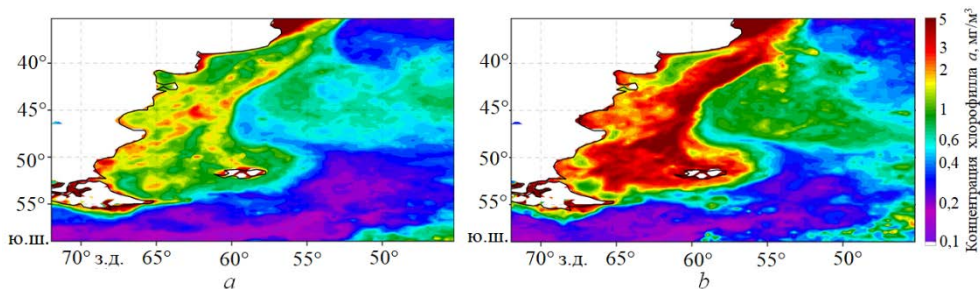 40°
45°
50°
55°
ю.ш.
70° з.д. 65° 60° 55° 50°
a
40°
45°
50°
55°
ю.ш.
70° з.д. 65° 60° 55° 50°
b
5
3
2
1
0,6
0,4
0,2
0,1
Концентрация хлорофилла a, мг/м³